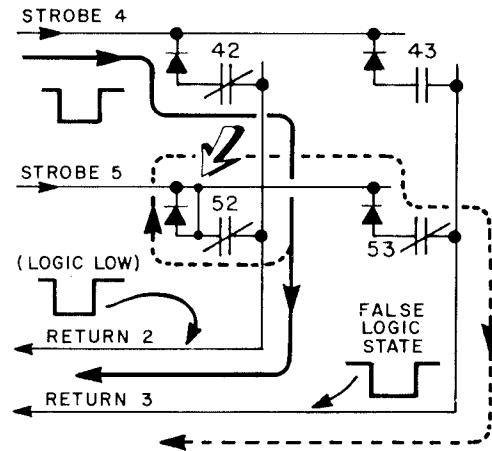 STROBE 4
42
43
STROBE 5
52
53
(LOGIC LOW)
RETURN 2
FALSE
LOGIC
STATE
RETURN 3